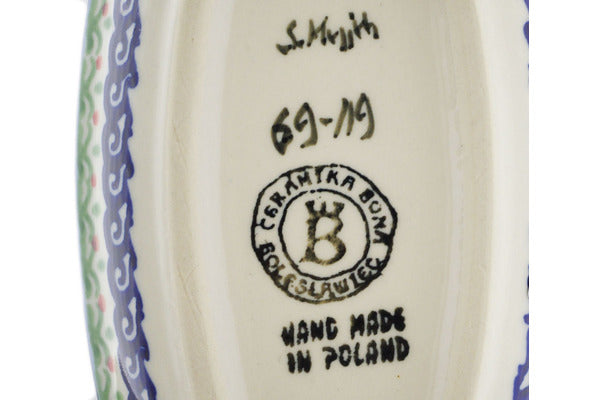 69-119
CERAMIKA BONA
B
BOLESŁAWIEC
HAND MADE
IN POLAND